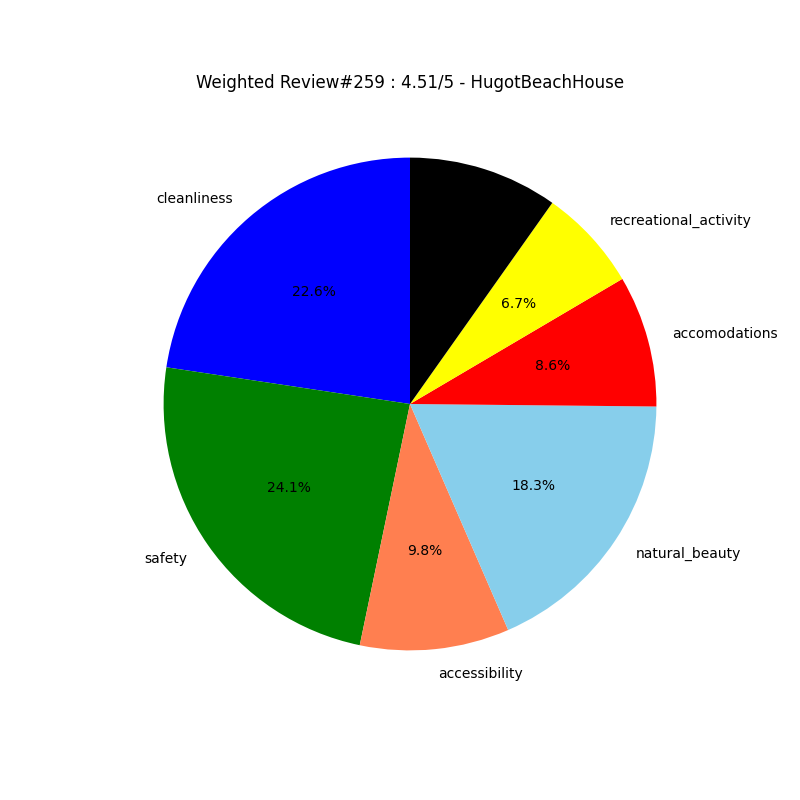 Weighted Review#259 : 4.51/5 - HugotBeachHouse
cleanliness
22.6%
safety
24.1%
accessibility
9.8%
natural_beauty
18.3%
accomodations
8.6%
recreational_activity
6.7%